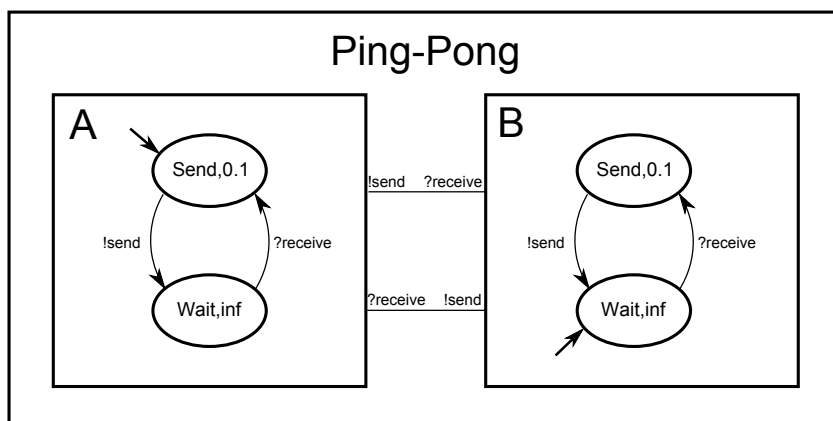 Ping-Pong
A
Send,0.1
!send
?receive
Wait,inf
!send ?receive
?receive !send
B
Send,0.1
!send
?receive
Wait,inf